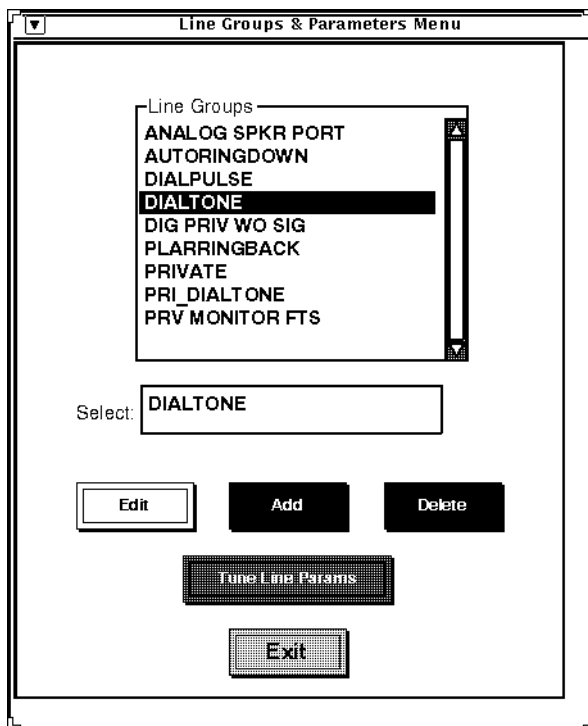 Line Groups & Parameters Menu
Line Groups
ANALOG SPKR PORT
AUTORINGDOWN
DIALPULSE
DIALTONE
DIG PRIV WO SIG
PLARRINGBACK
PRIVATE
PRI_DIALTONE
PRV MONITOR FTS
Select: DIALTONE
Edit Add Delete
Tune Line Params
Exit